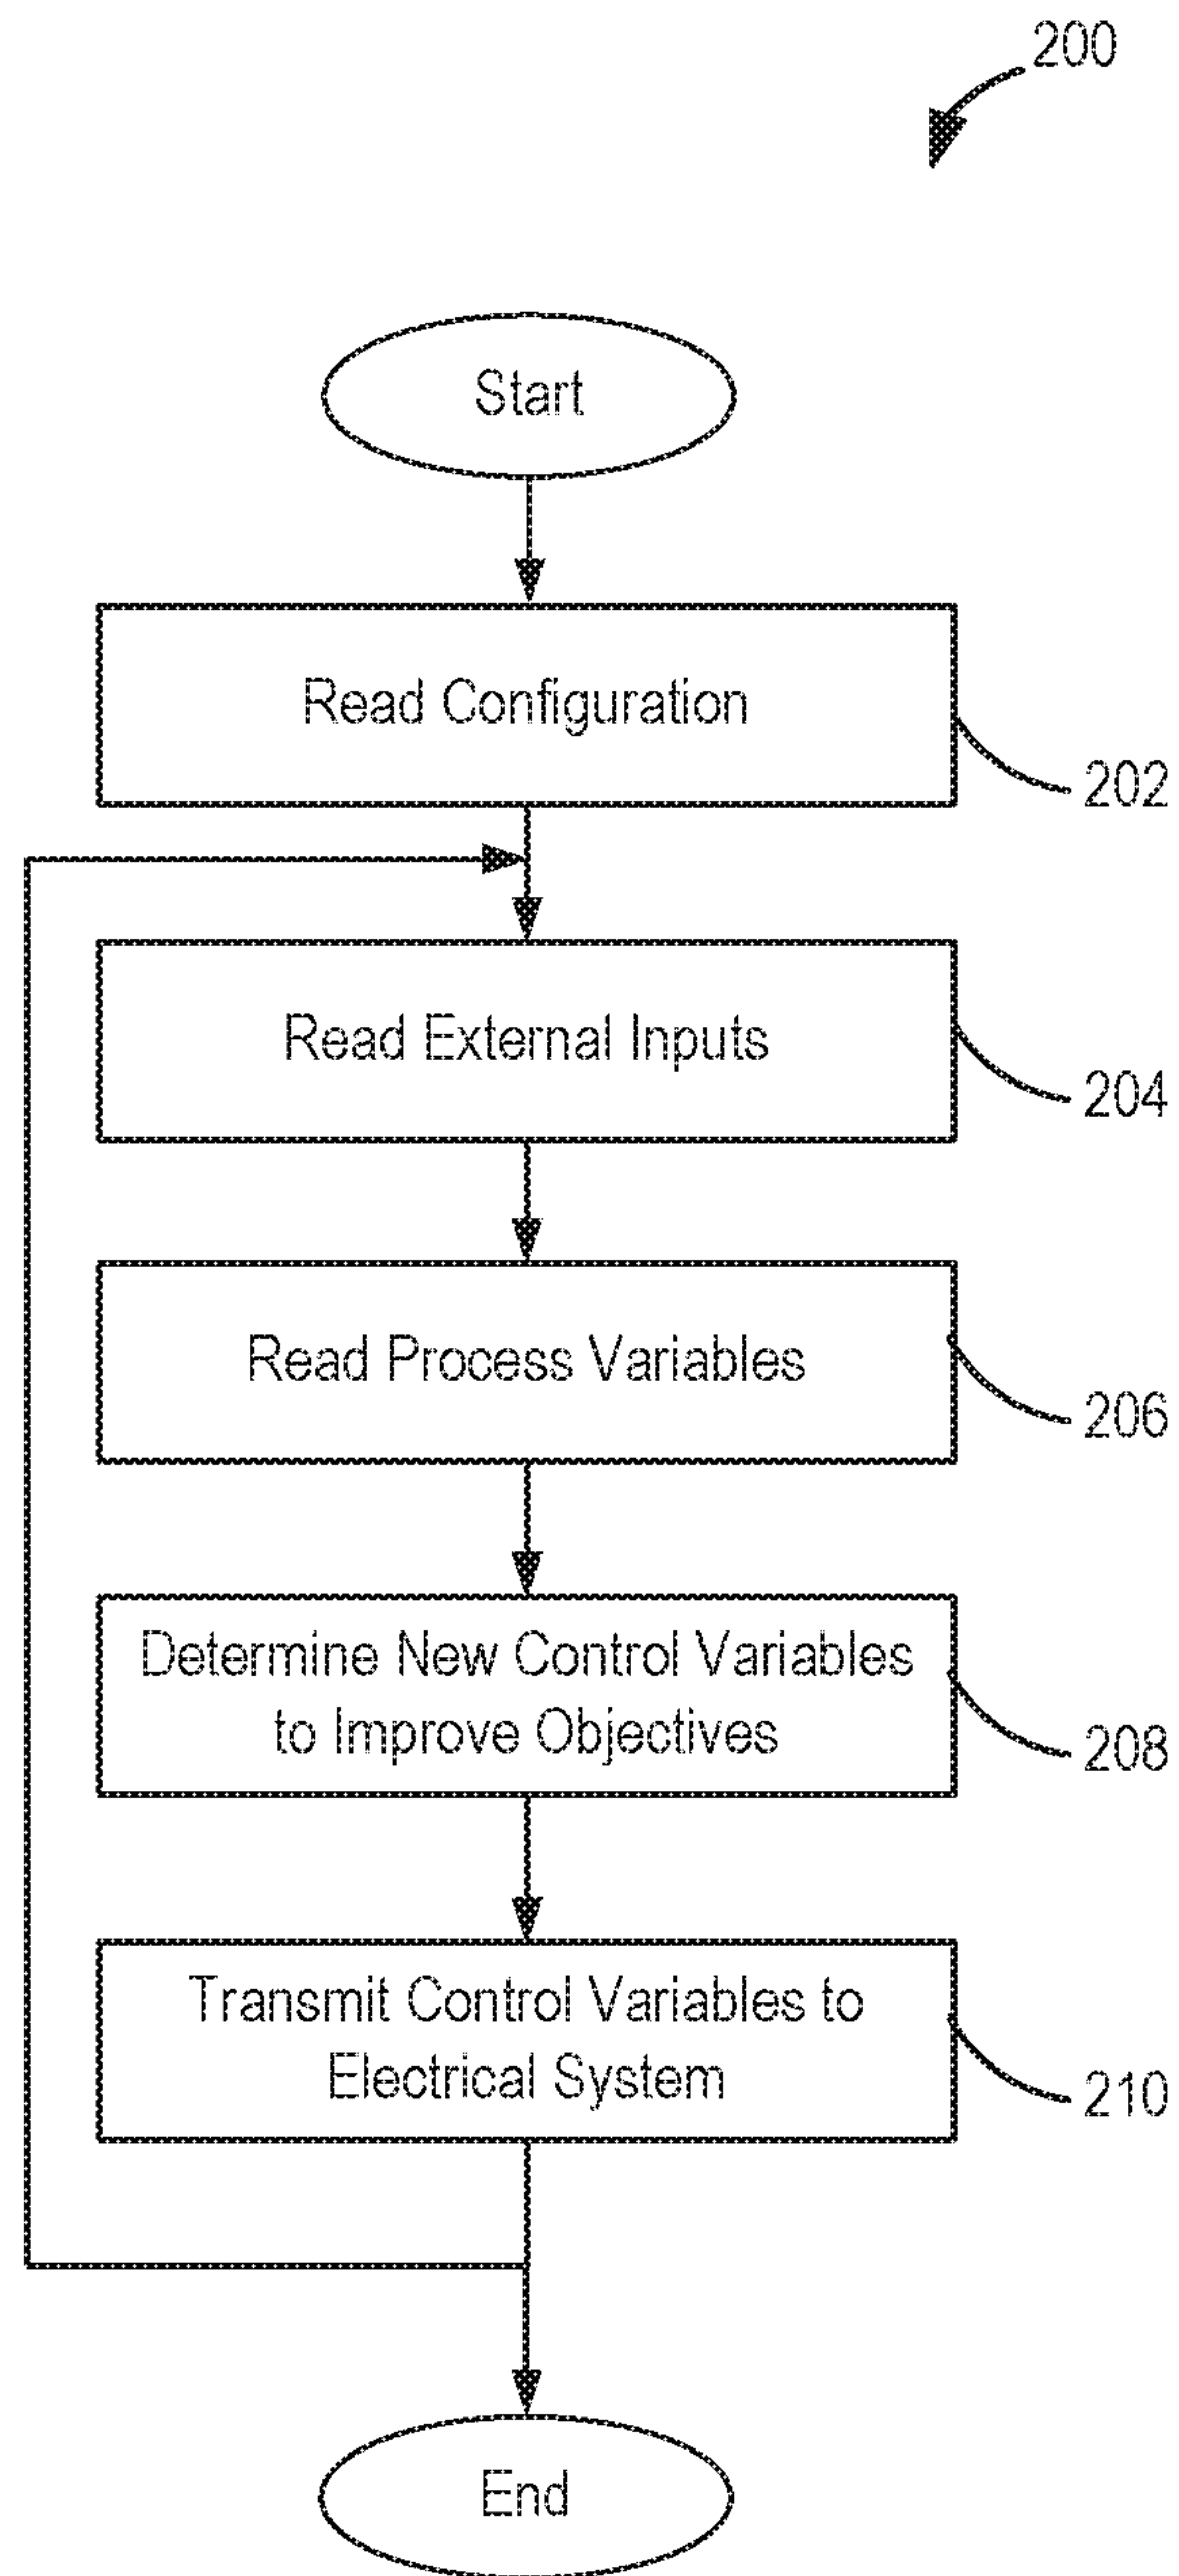 200
Start
Read Configuration
202
Read External Inputs
204
Read Process Variables
206
Determine New Control Variables
to Improve Objectives
208
Transmit Control Variables to
Electrical System
210
End